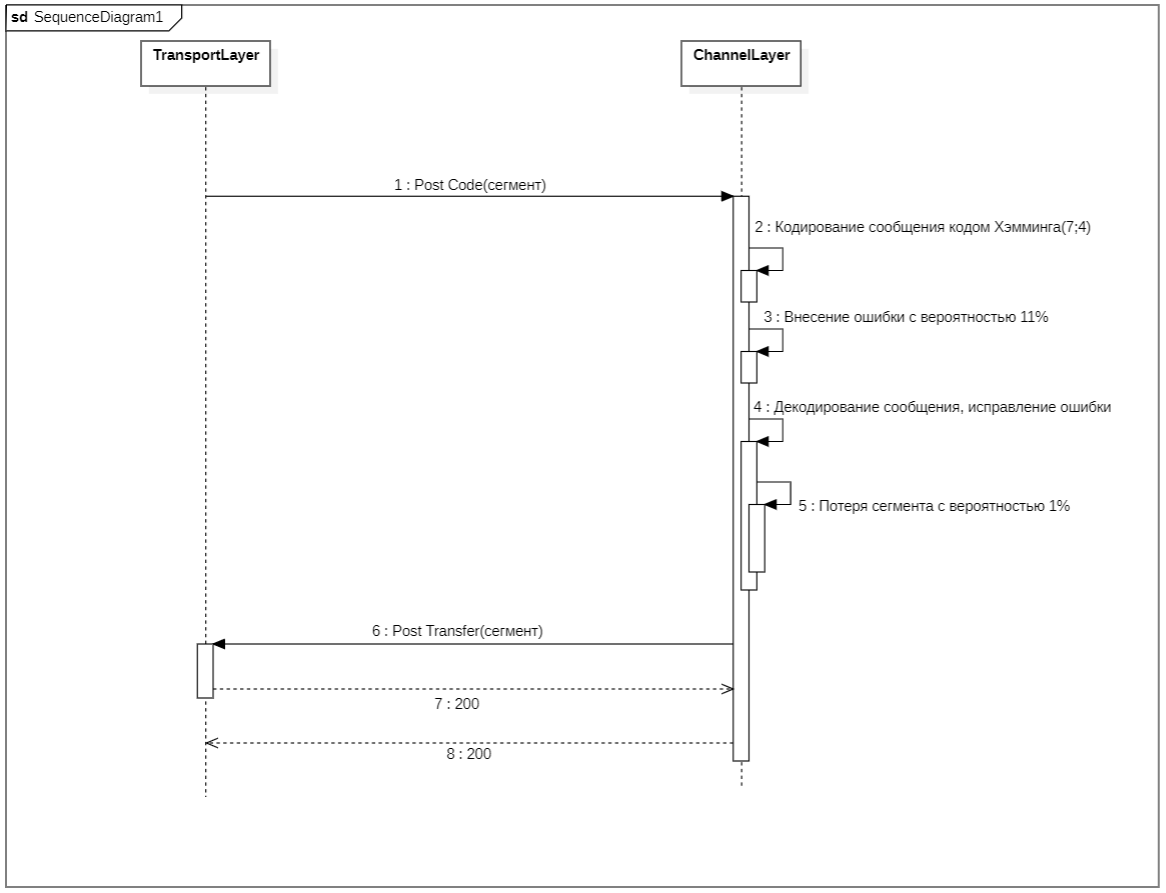 sd SequenceDiagram1
TransportLayer
ChannelLayer
1 : Post Code(сегмент)
2 : Кодирование сообщения кодом Хэмминга(7;4)
3 : Внесение ошибки с вероятностью 11%
4 : Декодирование сообщения, исправление ошибки
5 : Потеря сегмента с вероятностью 1%
6 : Post Transfer(сегмент)
7 : 200
8 : 200